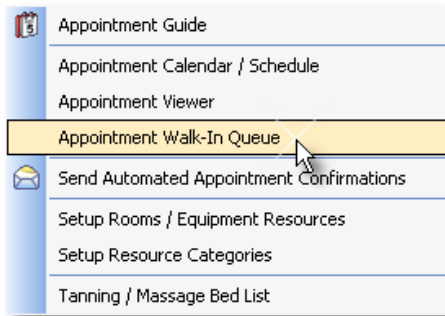 Appointment Guide
Appointment Calendar / Schedule
Appointment Viewer
Appointment Walk-In Queue
Send Automated Appointment Confirmations
Setup Rooms / Equipment Resources
Setup Resource Categories
Tanning / Massage Bed List